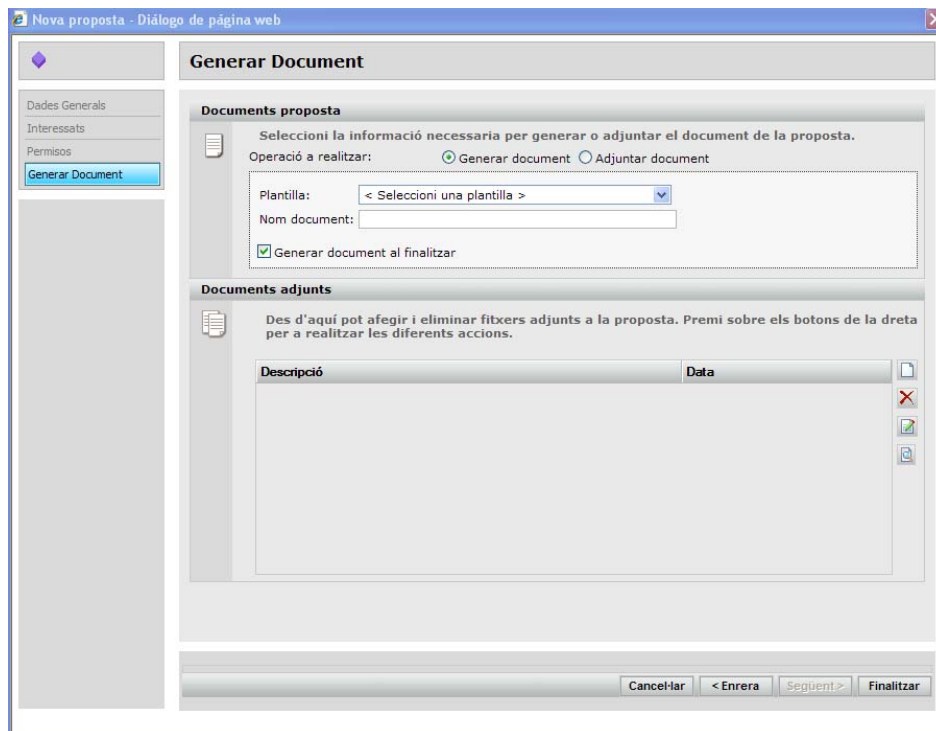 Nova proposta - Diálogo de página web
Generar Document
Dades Generals
Interessats
Permisos
Generar Document
Documents proposta
Seleccioni la informació necessaria per generar o adjuntar el document de la proposta.
Operació a realitzar: Generar document Adjuntar document
Plantilla: < Seleccioni una plantilla >
Nom document:
Generar document al finalitzar
Documents adjunts
Des d'aquí pot afegir i eliminar fitxers adjunts a la proposta. Premi sobre els botons de la dreta
per a realitzar les diferents accions.
Descripció Data
Cancel·lar < Enrera Següent > Finalitzar